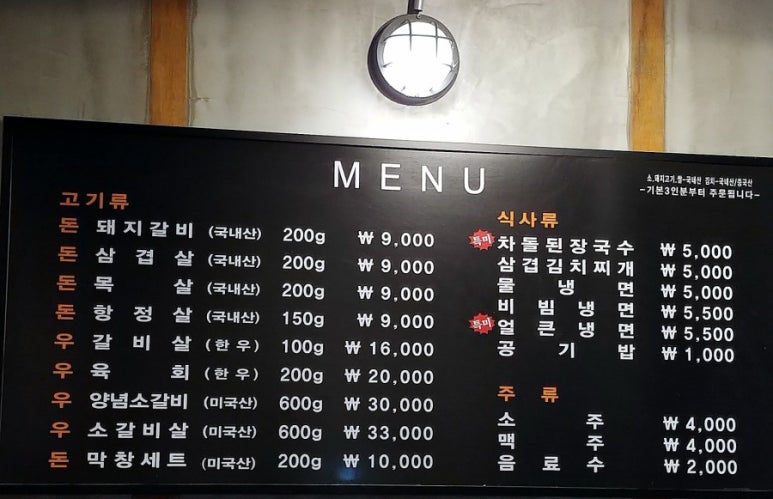 MENU
소,돼지고기,쌀-국내산 김치-국내산/중국산
-기본3인분부터 주문됩니다-
고기류
돈 돼지갈비 (국내산) 200g ₩ 9,000
돈 삼겹살 (국내산) 200g ₩ 9,000
돈 목살 (국내산) 200g ₩ 9,000
돈 항정살 (국내산) 150g ₩ 9,000
우 갈비살 (한우) 100g ₩ 16,000
우 육회 (한우) 200g ₩ 20,000
우 양념소갈비 (미국산) 600g ₩ 30,000
우 소갈비살 (미국산) 600g ₩ 33,000
돈 막창세트 (미국산) 200g ₩ 10,000
식사류
특미 차돌된장국수 ₩ 5,000
삼겹김치찌개 ₩ 5,000
물냉면 ₩ 5,000
비빔냉면 ₩ 5,500
특미 얼큰냉면 ₩ 5,500
공기밥 ₩ 1,000
주류
소주 ₩ 4,000
맥주 ₩ 4,000
음료수 ₩ 2,000